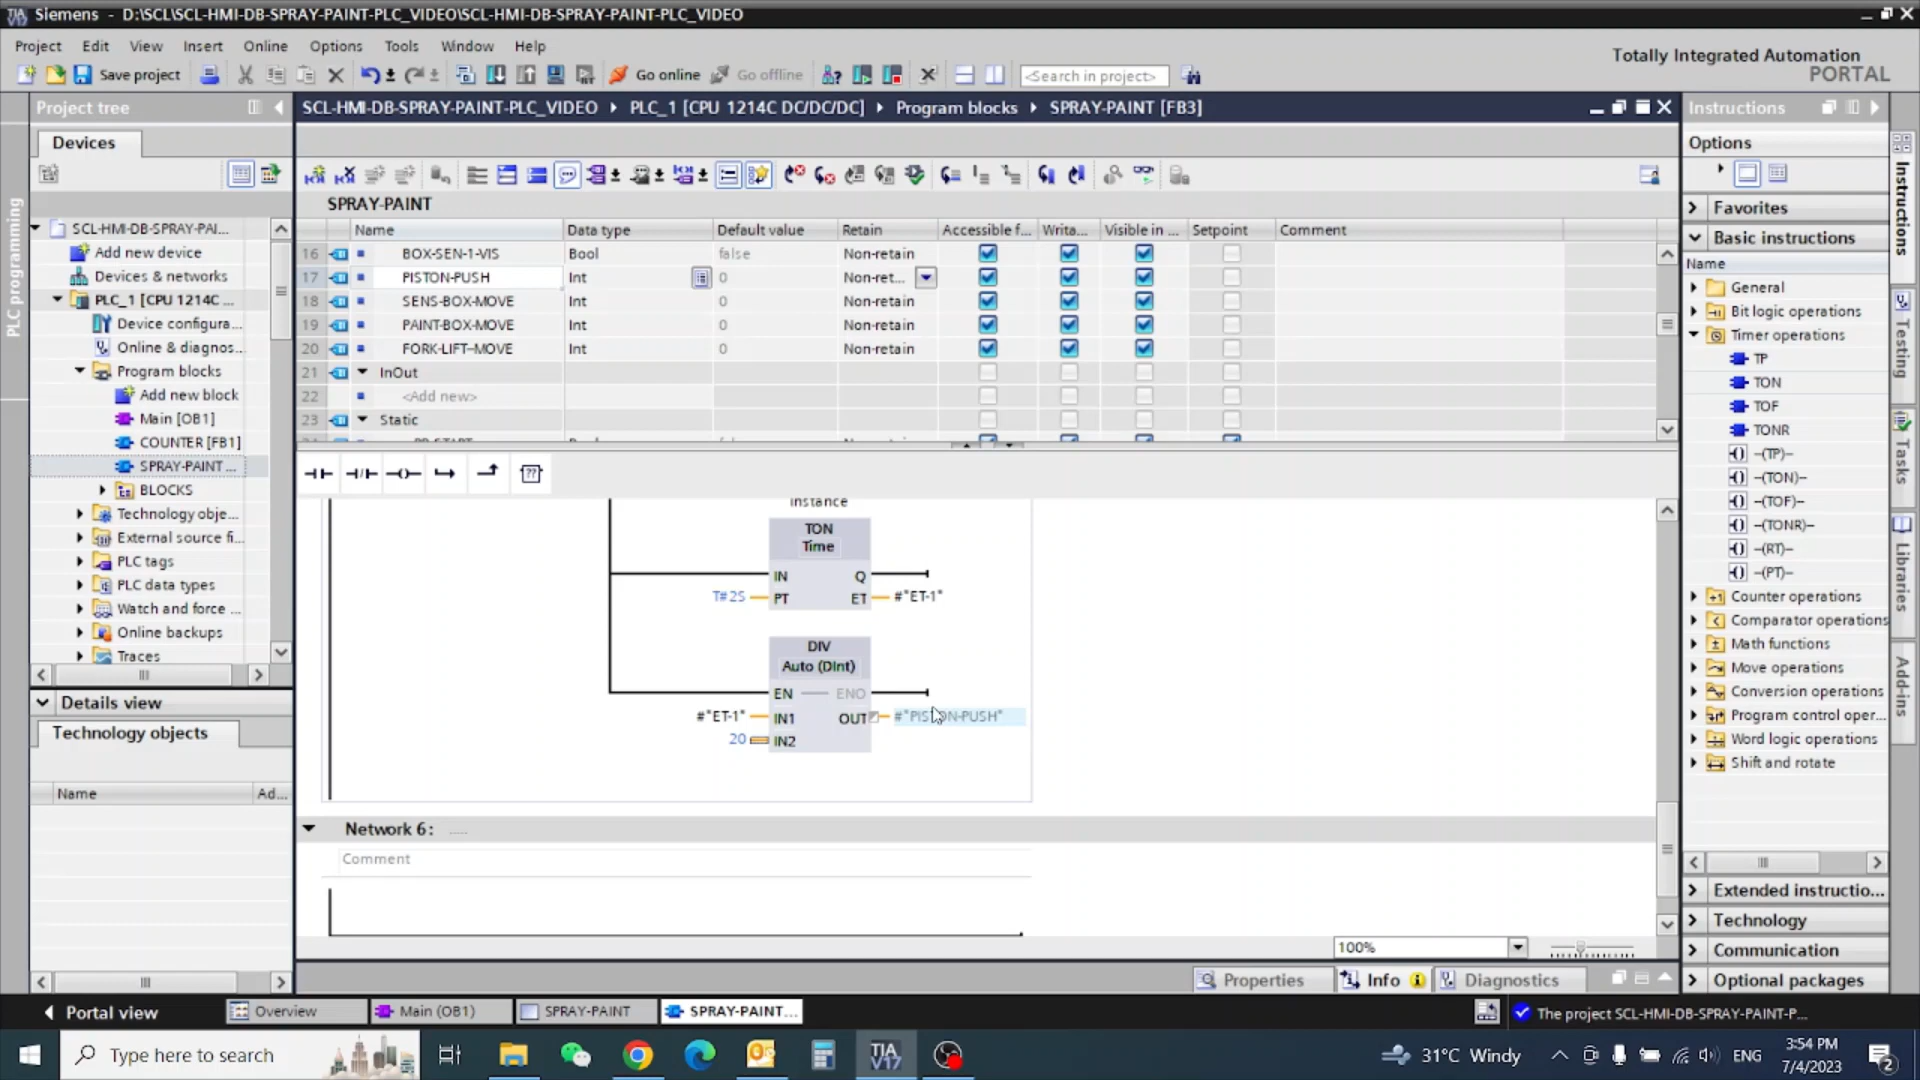 Siemens - D:\SCL\SCL-HMI-DB-SPRAY-PAINT-PLC_VIDEO\SCL-HMI-DB-SPRAY-PAINT-PLC_VIDEO
Project Edit View Insert Online Options Tools Window Help
Totally Integrated Automation
PORTAL
Save project Go online Go offline <Search in project>
Project tree
SCL-HMI-DB-SPRAY-PAINT-PLC_VIDEO PLC_1 [CPU 1214C DC/DC/DC] Program blocks SPRAY-PAINT [FB3]
Instructions
Devices
Options
PLC programming
SPRAY-PAINT
Favorites
Basic instructions
Name
Name Data type Default value Retain Accessible f... Writa... Visible in ... Setpoint Comment
16 BOX-SEN-1-VIS Bool false Non-retain
17 PISTON-PUSH Int 0 Non-ret...
18 SENS-BOX-MOVE Int 0 Non-retain
19 PAINT-BOX-MOVE Int 0 Non-retain
20 FORK-LIFT--MOVE Int 0 Non-retain
21 InOut
22 <Add new>
23 Static
SCL-HMI-DB-SPRAY-PAI...
Add new device
Devices & networks
PLC_1 [CPU 1214C ...
Device configura...
Online & diagnos...
Program blocks
Add new block
Main [OB1]
COUNTER [FB1]
SPRAY-PAINT ...
BLOCKS
Technology obje...
External source fi...
PLC tags
PLC data types
Watch and force ...
Online backups
Traces
Details view
Technology objects
Name Ad...
General
Bit logic operations
Timer operations
TP
TON
TOF
TONR
-(TP)-
-(TON)-
-(TOF)-
-(TONR)-
-(RT)-
-(PT)-
Counter operations
Comparator operations
Math functions
Move operations
Conversion operations
Program control oper...
Word logic operations
Shift and rotate
Extended instructio...
Technology
Communication
Optional packages
Instructions
Testing
Tasks
Libraries
Add-ins
??
Instance
TON
Time
IN Q
T#2S PT ET #"ET-1"
DIV
Auto (DInt)
EN ENO
#"ET-1" IN1 OUT #"PISTON-PUSH"
20 IN2
Network 6: .....
Comment
100%
Properties Info Diagnostics
Portal view Overview Main (OB1) SPRAY-PAINT SPRAY-PAINT... The project SCL-HMI-DB-SPRAY-PAINT-P...
Type here to search
TIA
V17
31°C Windy
ENG
3:54 PM
7/4/2023
2